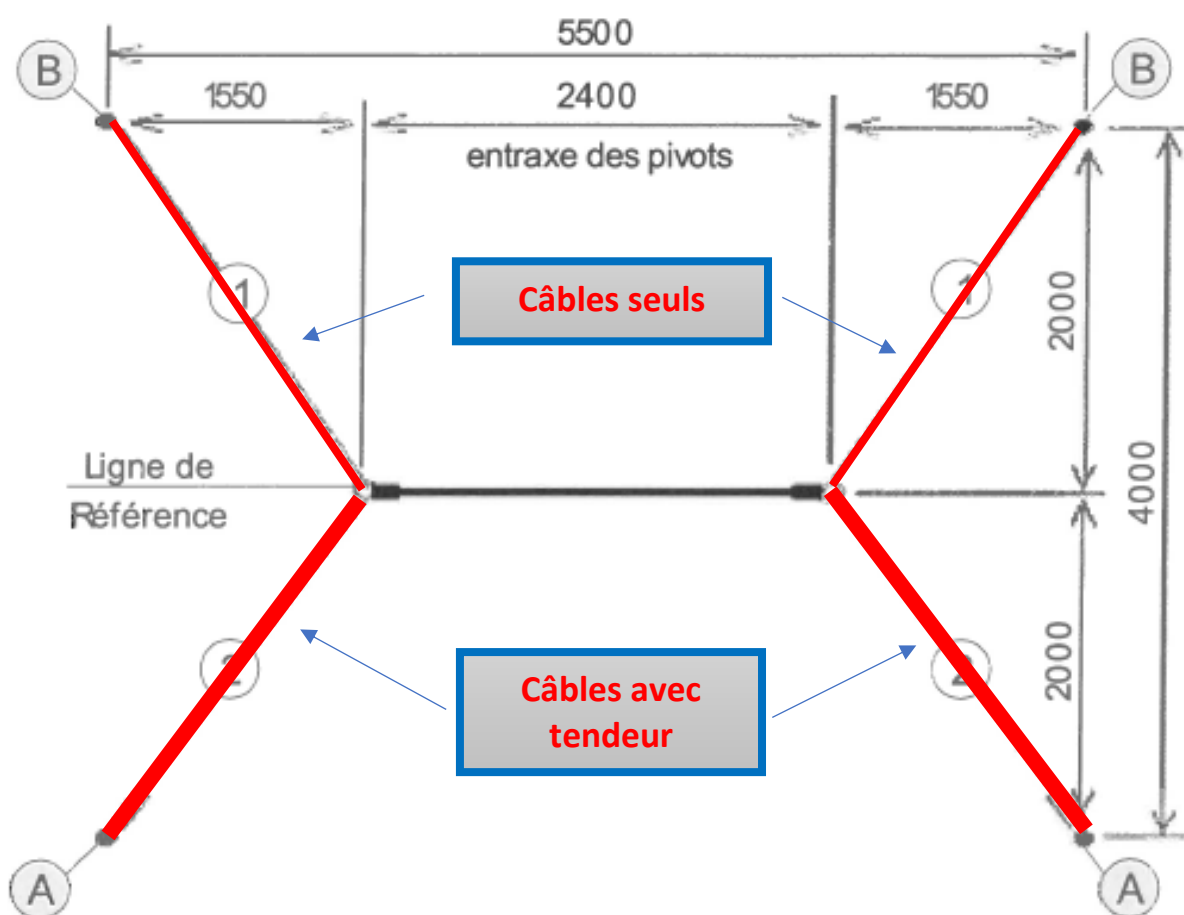 5500
B
B
1550
2400
1550
entraxe des pivots
1
1
Câbles seuls
2000
4000
Ligne de
Référence
2
2
Câbles avec
tendeur
2000
A
A